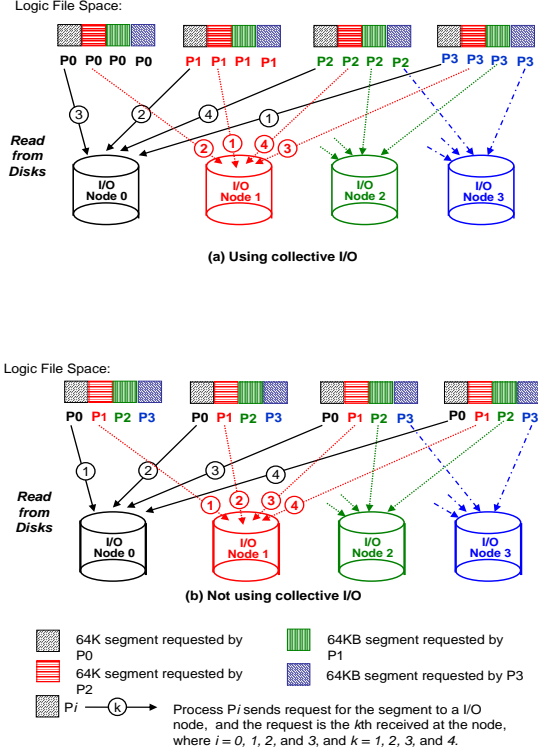 Logic File Space:
P0 P0 P0 P0 P1 P1 P1 P1 P2 P2 P2 P2 P3 P3 P3 P3
3 2 4 1
2 1 4 3
Read
from
Disks
I/O
Node 0
I/O
Node 1
I/O
Node 2
I/O
Node 3
(a) Using collective I/O
Logic File Space:
P0 P1 P2 P3 P0 P1 P2 P3 P0 P1 P2 P3 P0 P1 P2 P3
1 2 3 4
1 2 3 4
Read
from
Disks
I/O
Node 0
I/O
Node 1
I/O
Node 2
I/O
Node 3
(b) Not using collective I/O
64K segment requested by
P0
64KB segment requested by
P1
64K segment requested by
P2
64KB segment requested by P3
Pi k Process Pi sends request for the segment to a I/O
node, and the request is the kth received at the node,
where i = 0, 1, 2, and 3, and k = 1, 2, 3, and 4.